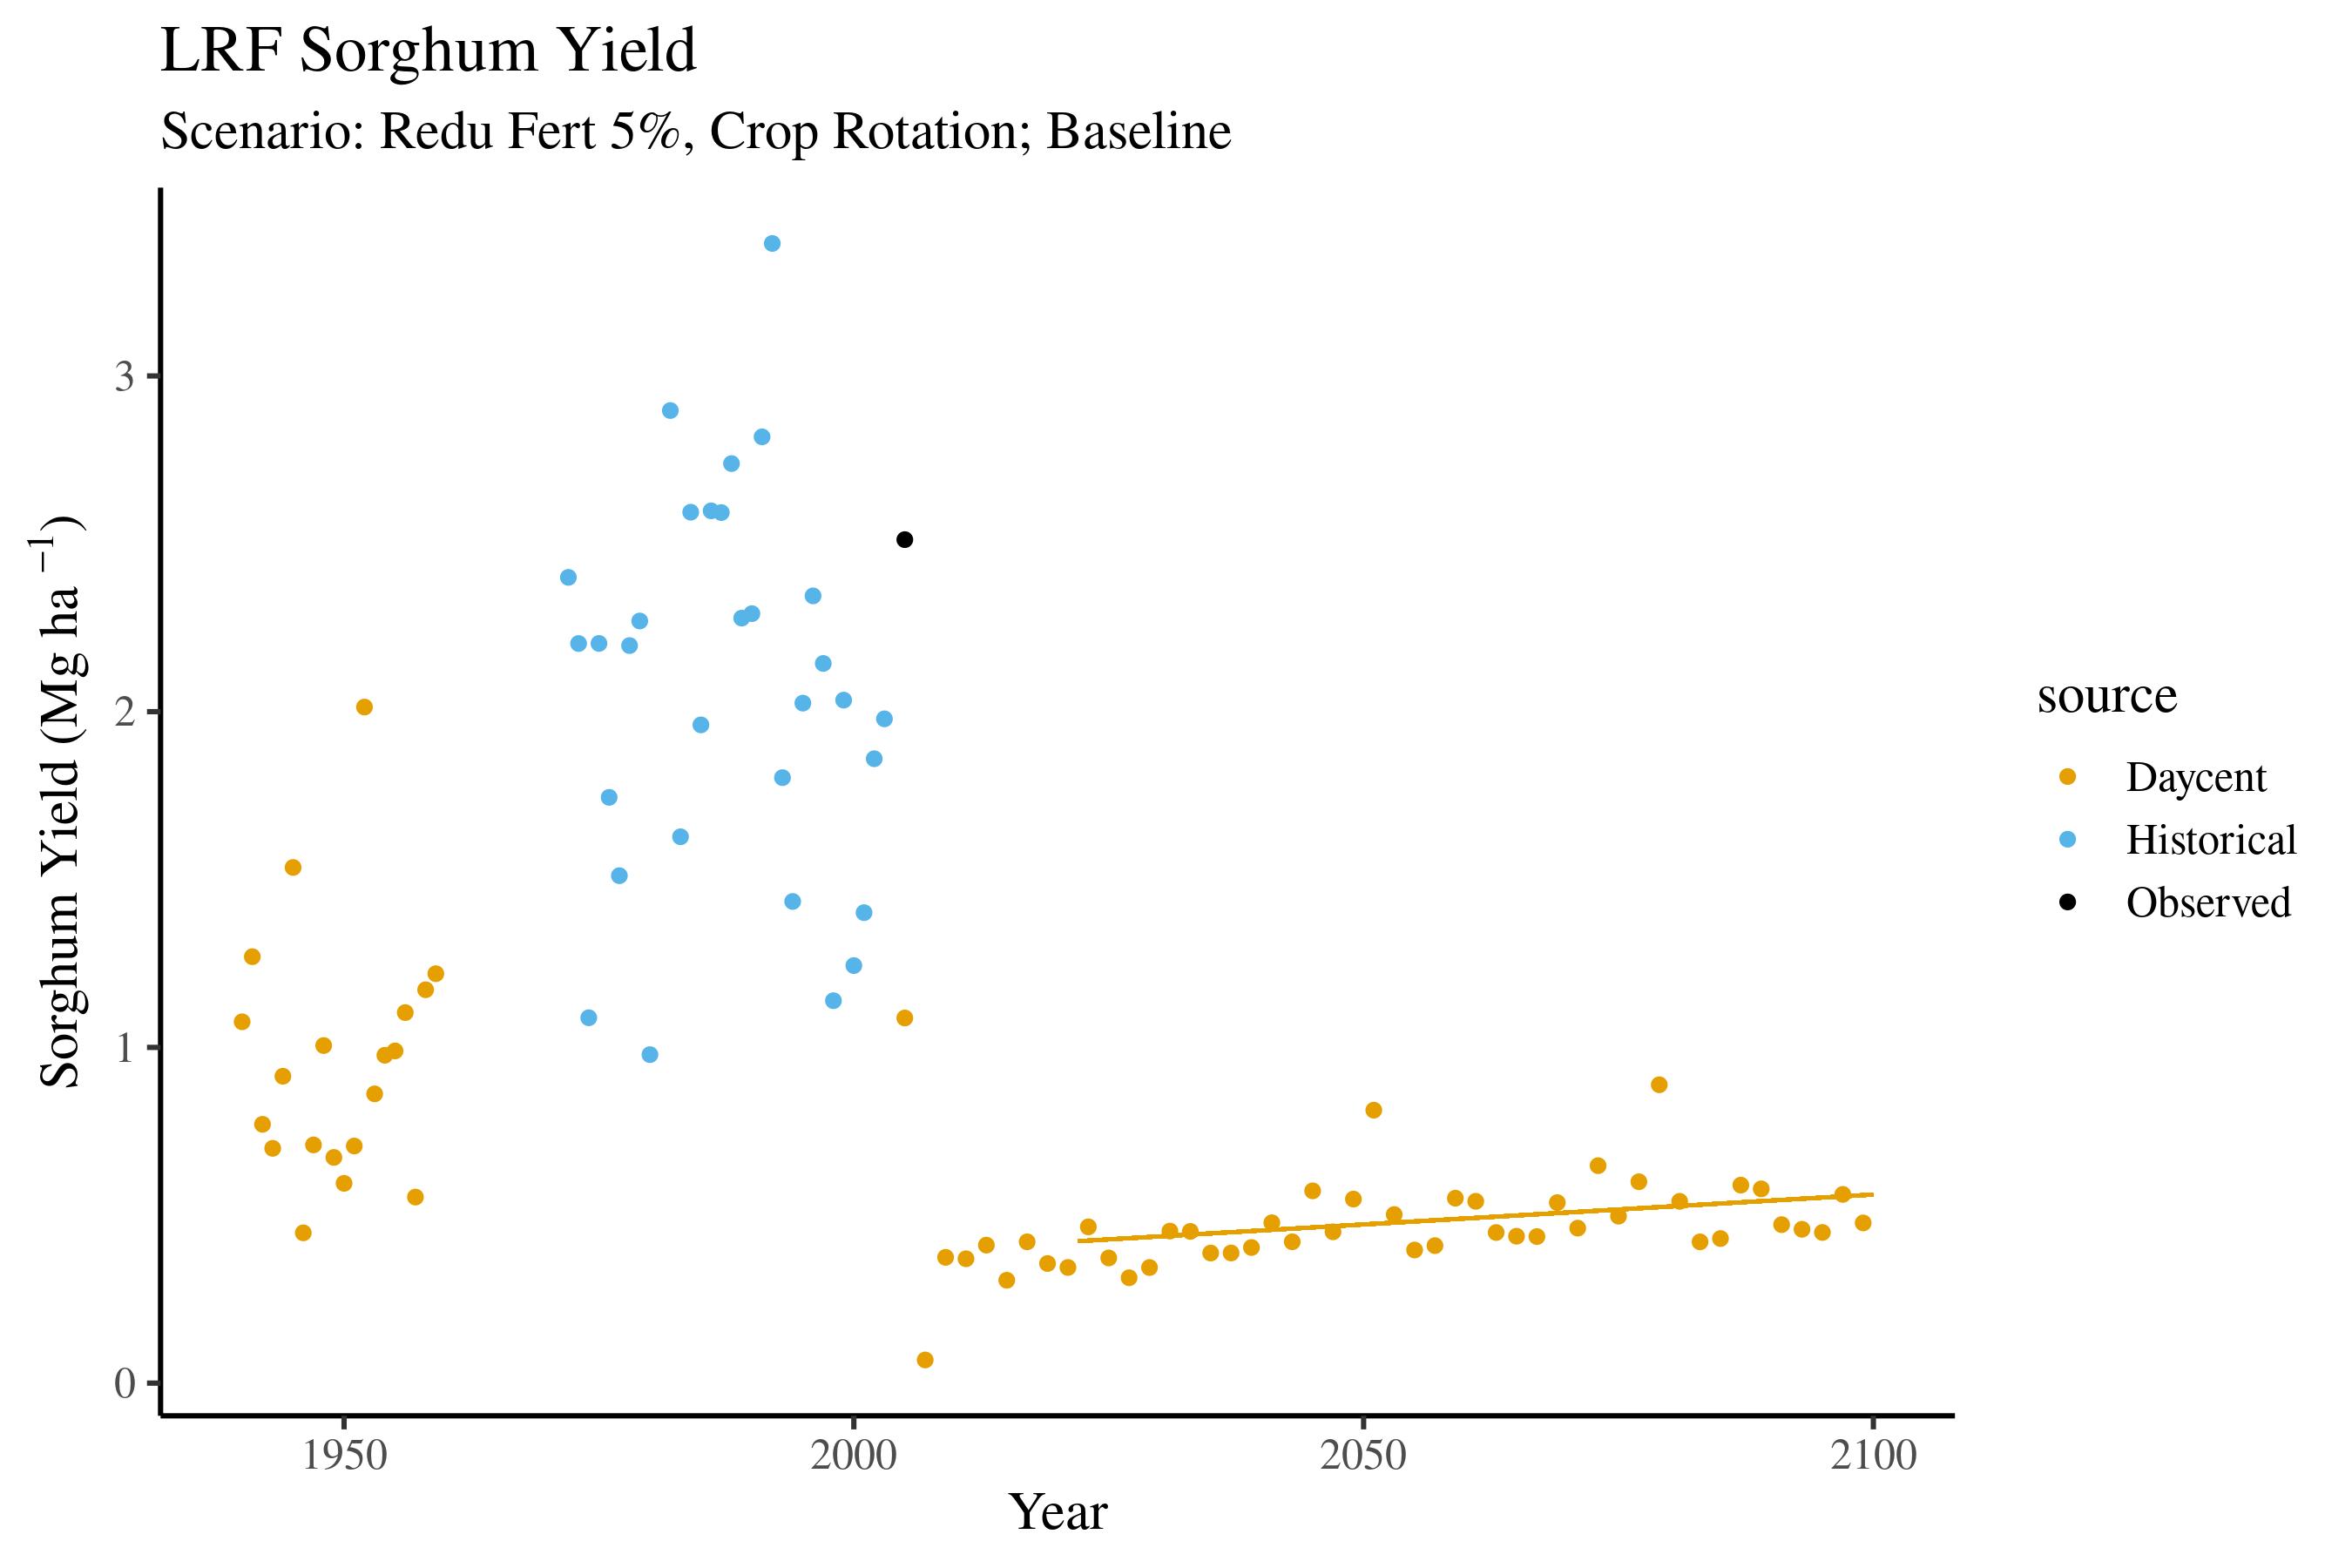 LRF Sorghum Yield
Scenario: Redu Fert 5%, Crop Rotation; Baseline
Sorghum Yield (Mg ha ⁻¹)
3
2
1
0
1950 2000 2050 2100
Year
source
Daycent
Historical
Observed